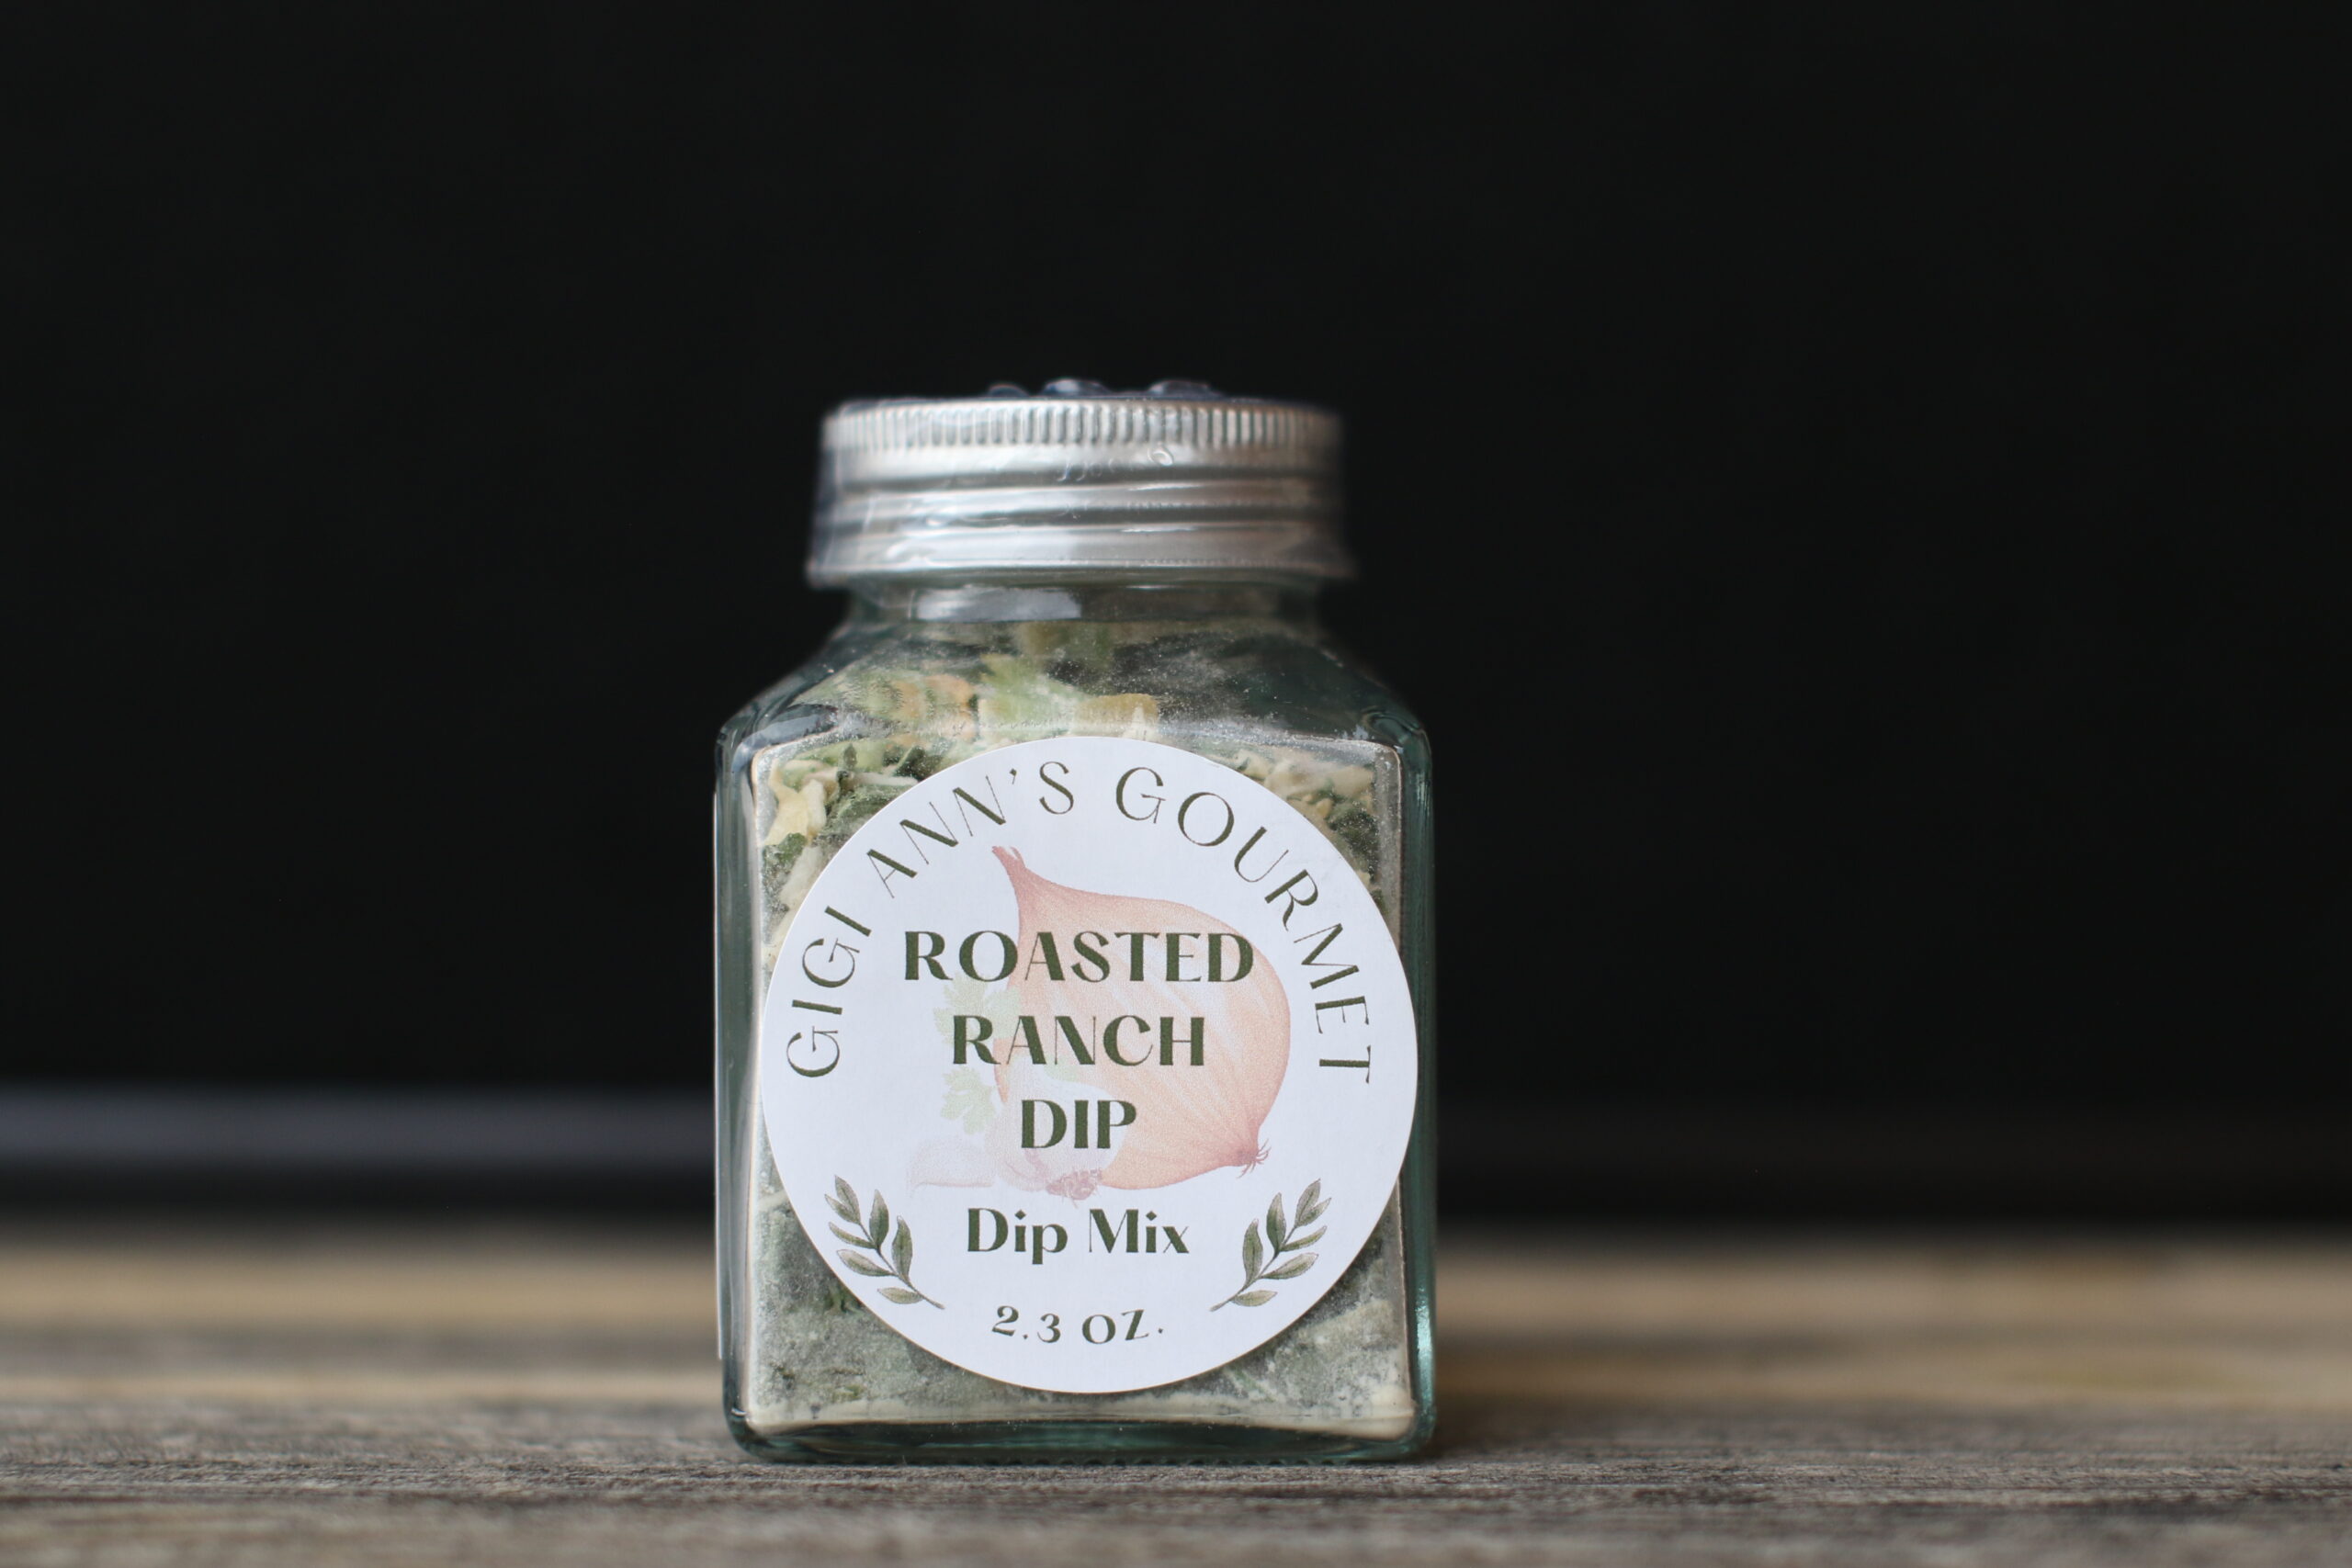 GIGI ANN'S GOURMET
ROASTED
RANCH
DIP
Dip Mix
2.3 OZ.